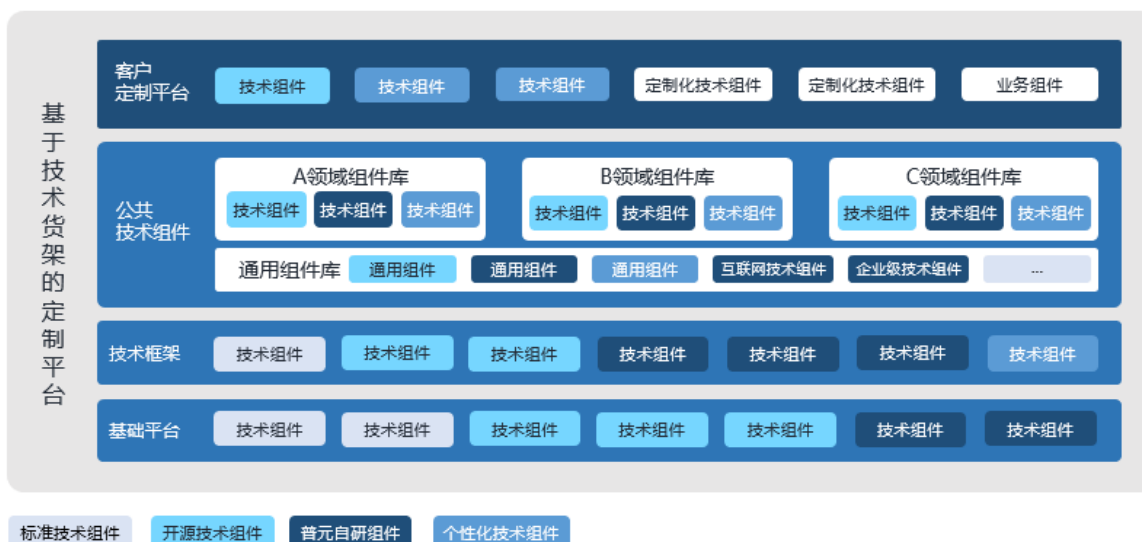 基于技术货架的定制平台
客户
定制平台
技术组件 技术组件 技术组件 定制化技术组件 定制化技术组件 业务组件
公共
技术组件
A领域组件库 B领域组件库 C领域组件库
技术组件 技术组件 技术组件 技术组件 技术组件 技术组件 技术组件 技术组件 技术组件
通用组件库 通用组件 通用组件 通用组件 互联网技术组件 企业级技术组件 ...
技术框架 技术组件 技术组件 技术组件 技术组件 技术组件 技术组件 技术组件
基础平台 技术组件 技术组件 技术组件 技术组件 技术组件 技术组件 技术组件
标准技术组件 开源技术组件 普元自研组件 个性化技术组件